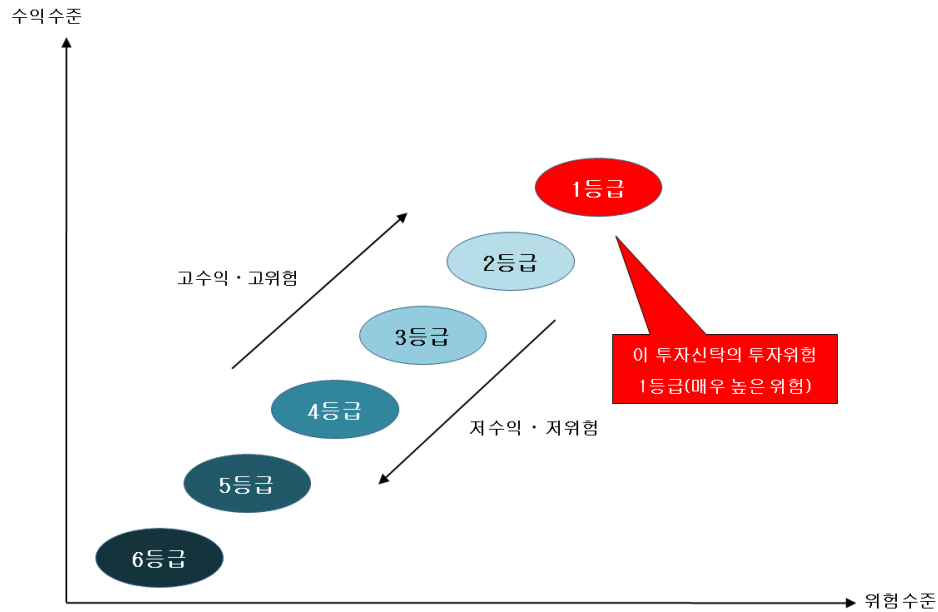 수익수준
1등급
2등급
고수익 · 고위험
3등급
이 투자신탁의 투자위험
1등급(매우 높은 위험)
4등급
저수익 · 저위험
5등급
6등급
위험수준